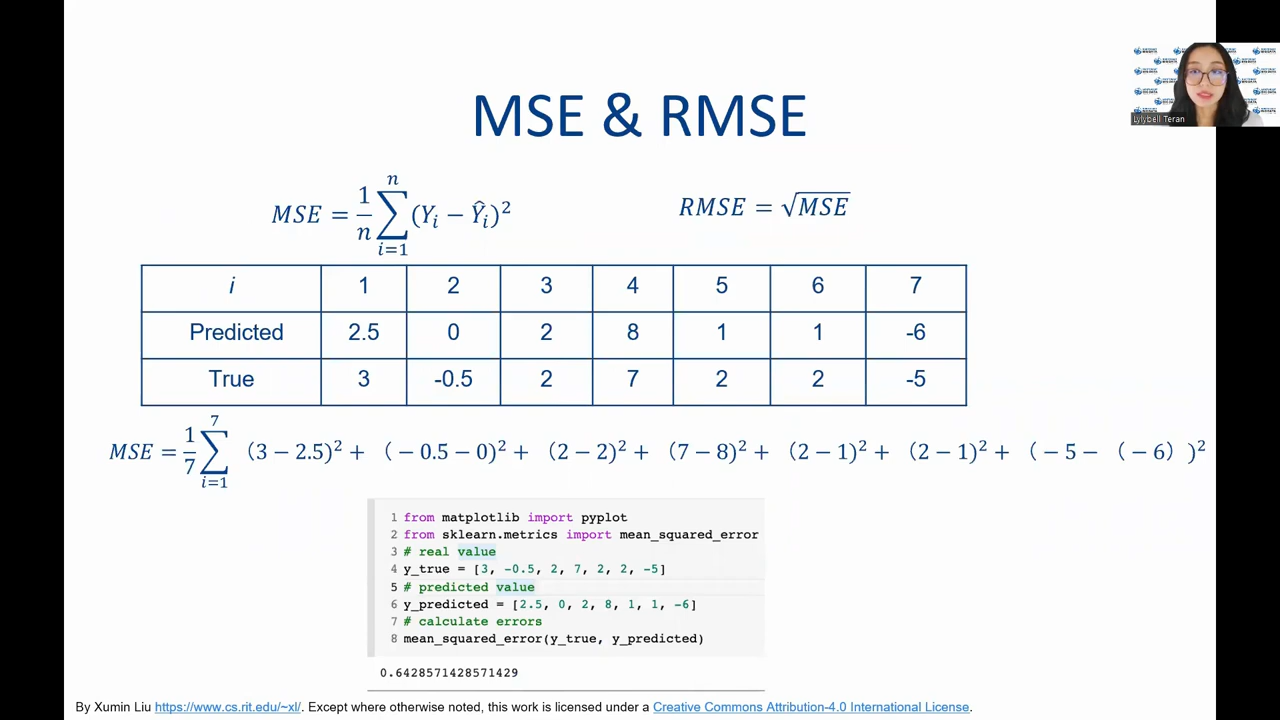 MSE & RMSE
Lylybell Teran
MSE = 1/n ∑ i=1 n (Yᵢ − Ŷᵢ)²
RMSE = √MSE
i 1 2 3 4 5 6 7
Predicted 2.5 0 2 8 1 1 -6
True 3 -0.5 2 7 2 2 -5
MSE = 1/7 ∑ i=1 7 (3 − 2.5)² + (− 0.5 − 0)² + (2 − 2)² + (7 − 8)² + (2 − 1)² + (2 − 1)² + (− 5 − (− 6))²
1 from matplotlib import pyplot
2 from sklearn.metrics import mean_squared_error
3 # real value
4 y_true = [3, -0.5, 2, 7, 2, 2, -5]
5 # predicted value
6 y_predicted = [2.5, 0, 2, 8, 1, 1, -6]
7 # calculate errors
8 mean_squared_error(y_true, y_predicted)
0.6428571428571429
By Xumin Liu https://www.cs.rit.edu/~xl/. Except where otherwise noted, this work is licensed under a Creative Commons Attribution-4.0 International License.